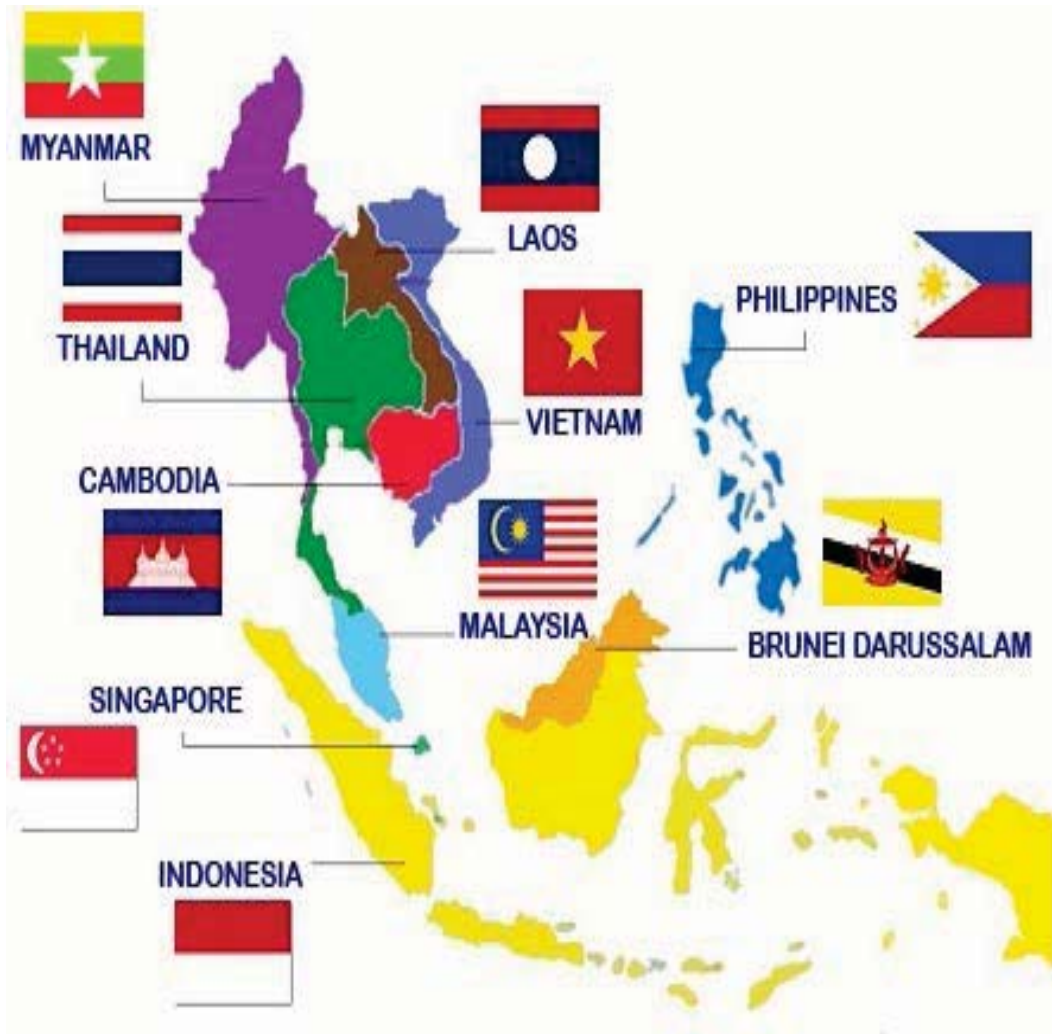 MYANMAR
LAOS
THAILAND
PHILIPPINES
VIETNAM
CAMBODIA
MALAYSIA
BRUNEI DARUSSALAM
SINGAPORE
INDONESIA